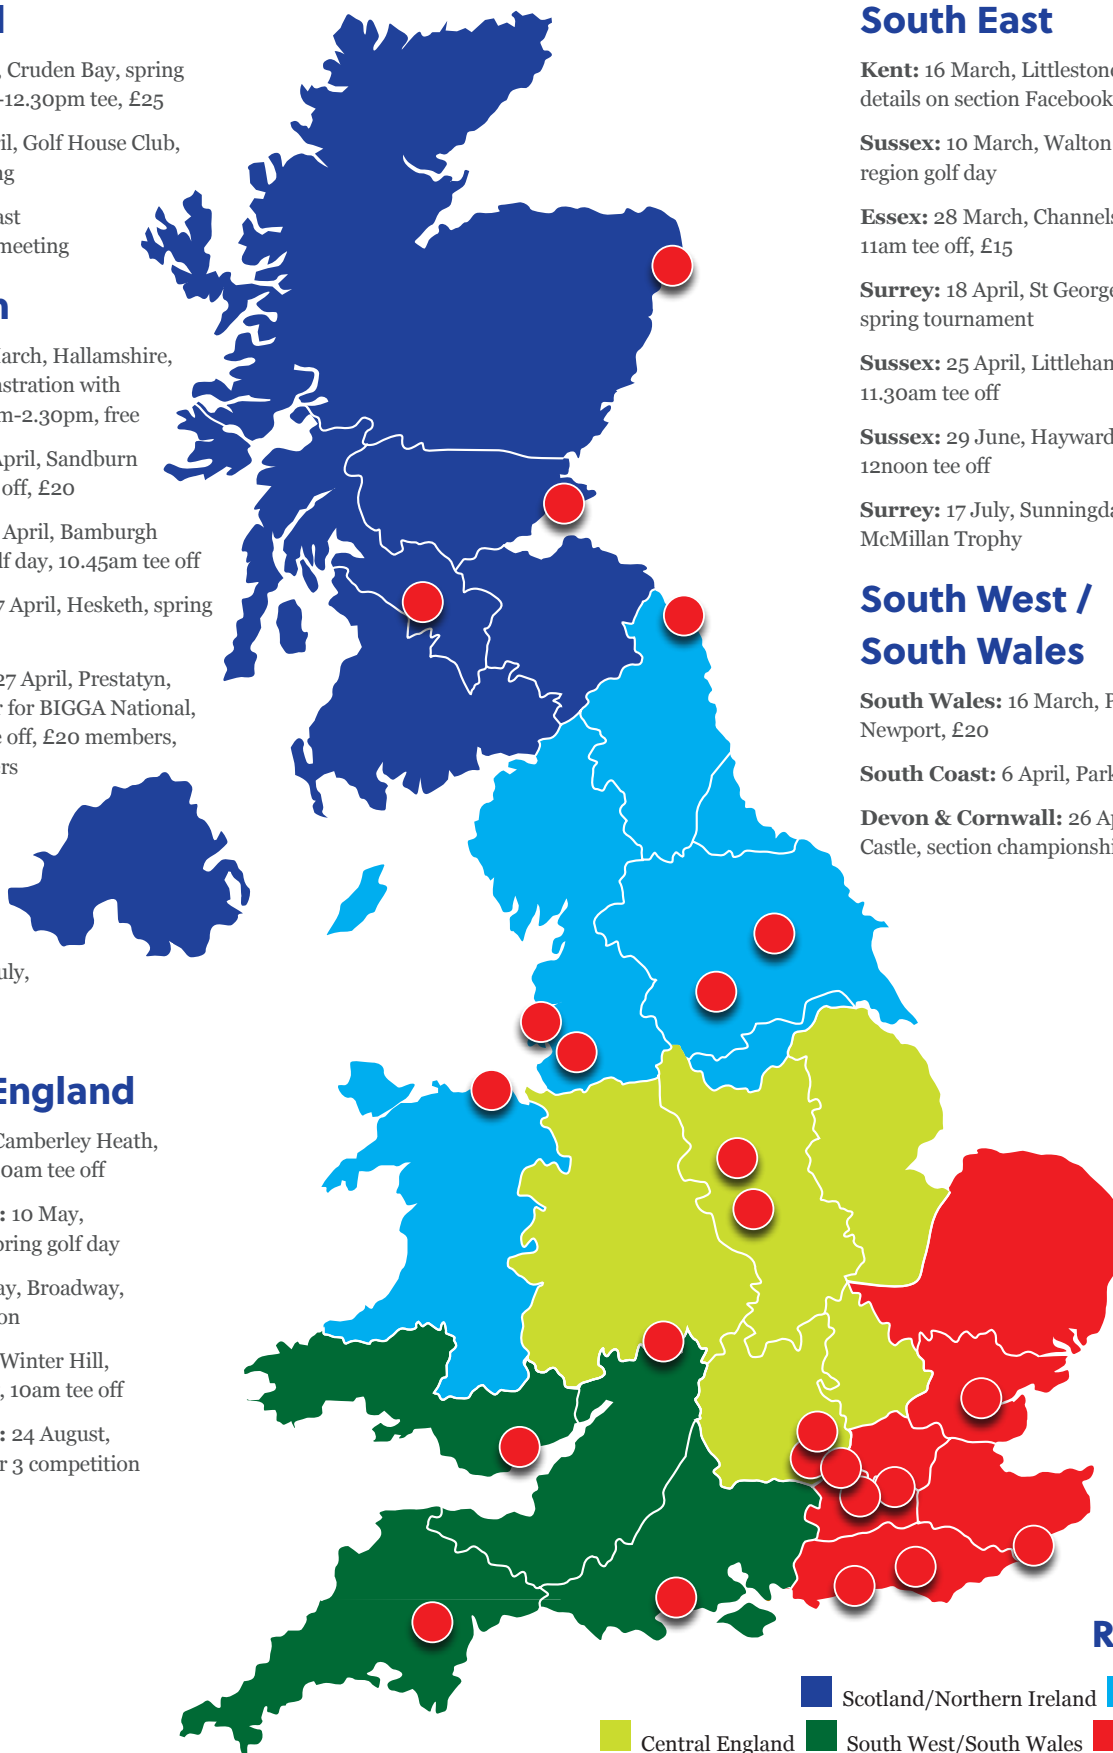 , Cruden Bay, spring
-12.30pm tee, £25
il, Golf House Club,
ng
ast
meeting
arch, Hallamshire,
stration with
m-2.30pm, free
April, Sandburn
off, £20
April, Bamburgh
lf day, 10.45am tee off
7 April, Hesketh, spring
27 April, Prestatyn,
r for BIGGA National,
e off, £20 members,
rs
uly,
England
Camberley Heath,
0am tee off
: 10 May,
pring golf day
ay, Broadway,
on
Winter Hill,
, 10am tee off
: 24 August,
r 3 competition
South East
Kent: 16 March, Littlestone
details on section Facebook
Sussex: 10 March, Walton
region golf day
Essex: 28 March, Channels
11am tee off, £15
Surrey: 18 April, St George
spring tournament
Sussex: 25 April, Littleham
11.30am tee off
Sussex: 29 June, Hayward
12noon tee off
Surrey: 17 July, Sunningda
McMillan Trophy
South West /
South Wales
South Wales: 16 March, P
Newport, £20
South Coast: 6 April, Park
Devon & Cornwall: 26 Ap
Castle, section championshi
R
Scotland/Northern Ireland
Central England
South West/South Wales